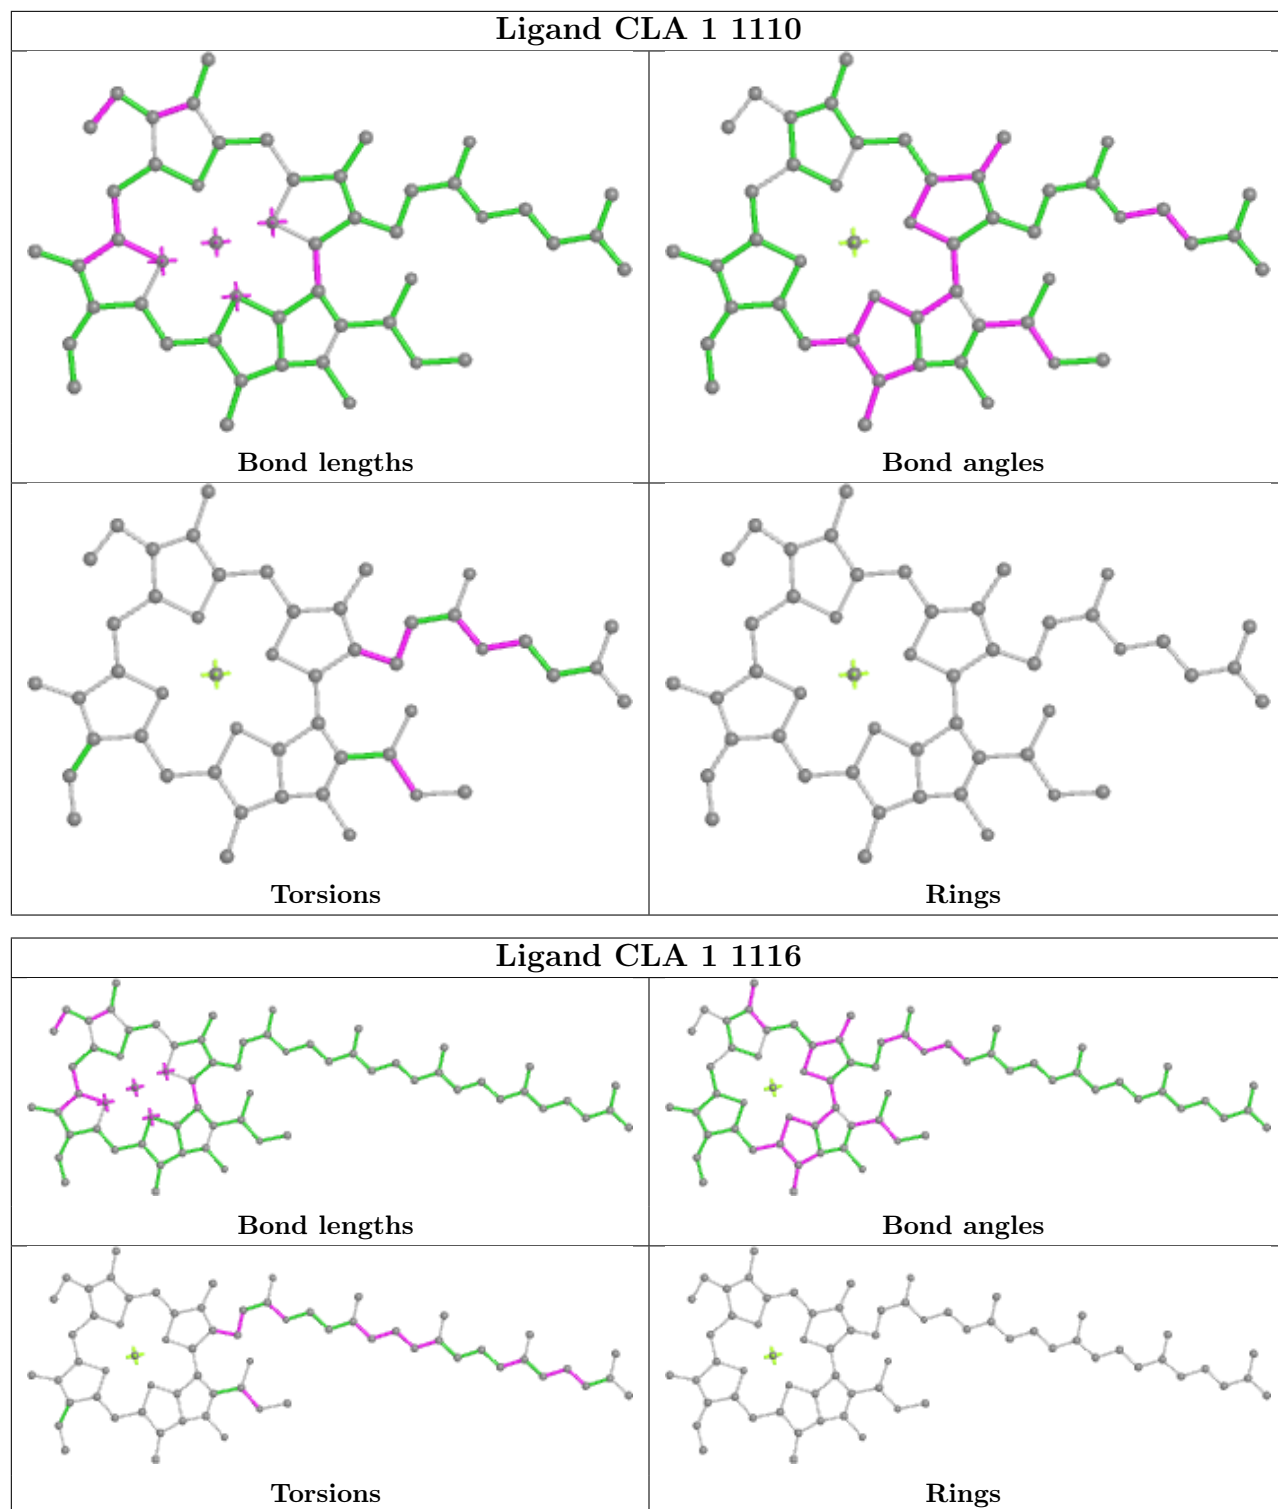 Ligand CLA 1 1110
Bond lengths
Bond angles
Torsions
Rings
Ligand CLA 1 1116
Bond lengths
Bond angles
Torsions
Rings